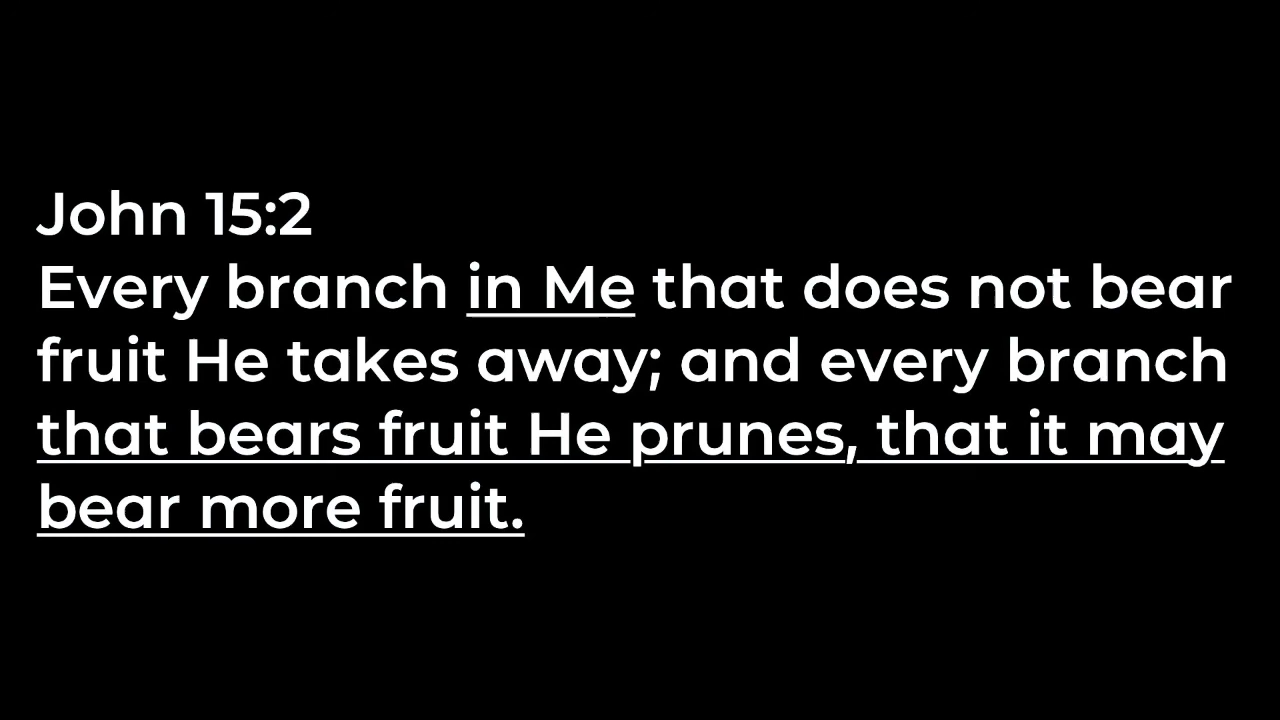 John 15:2
Every branch in Me that does not bear
fruit He takes away; and every branch
that bears fruit He prunes, that it may
bear more fruit.